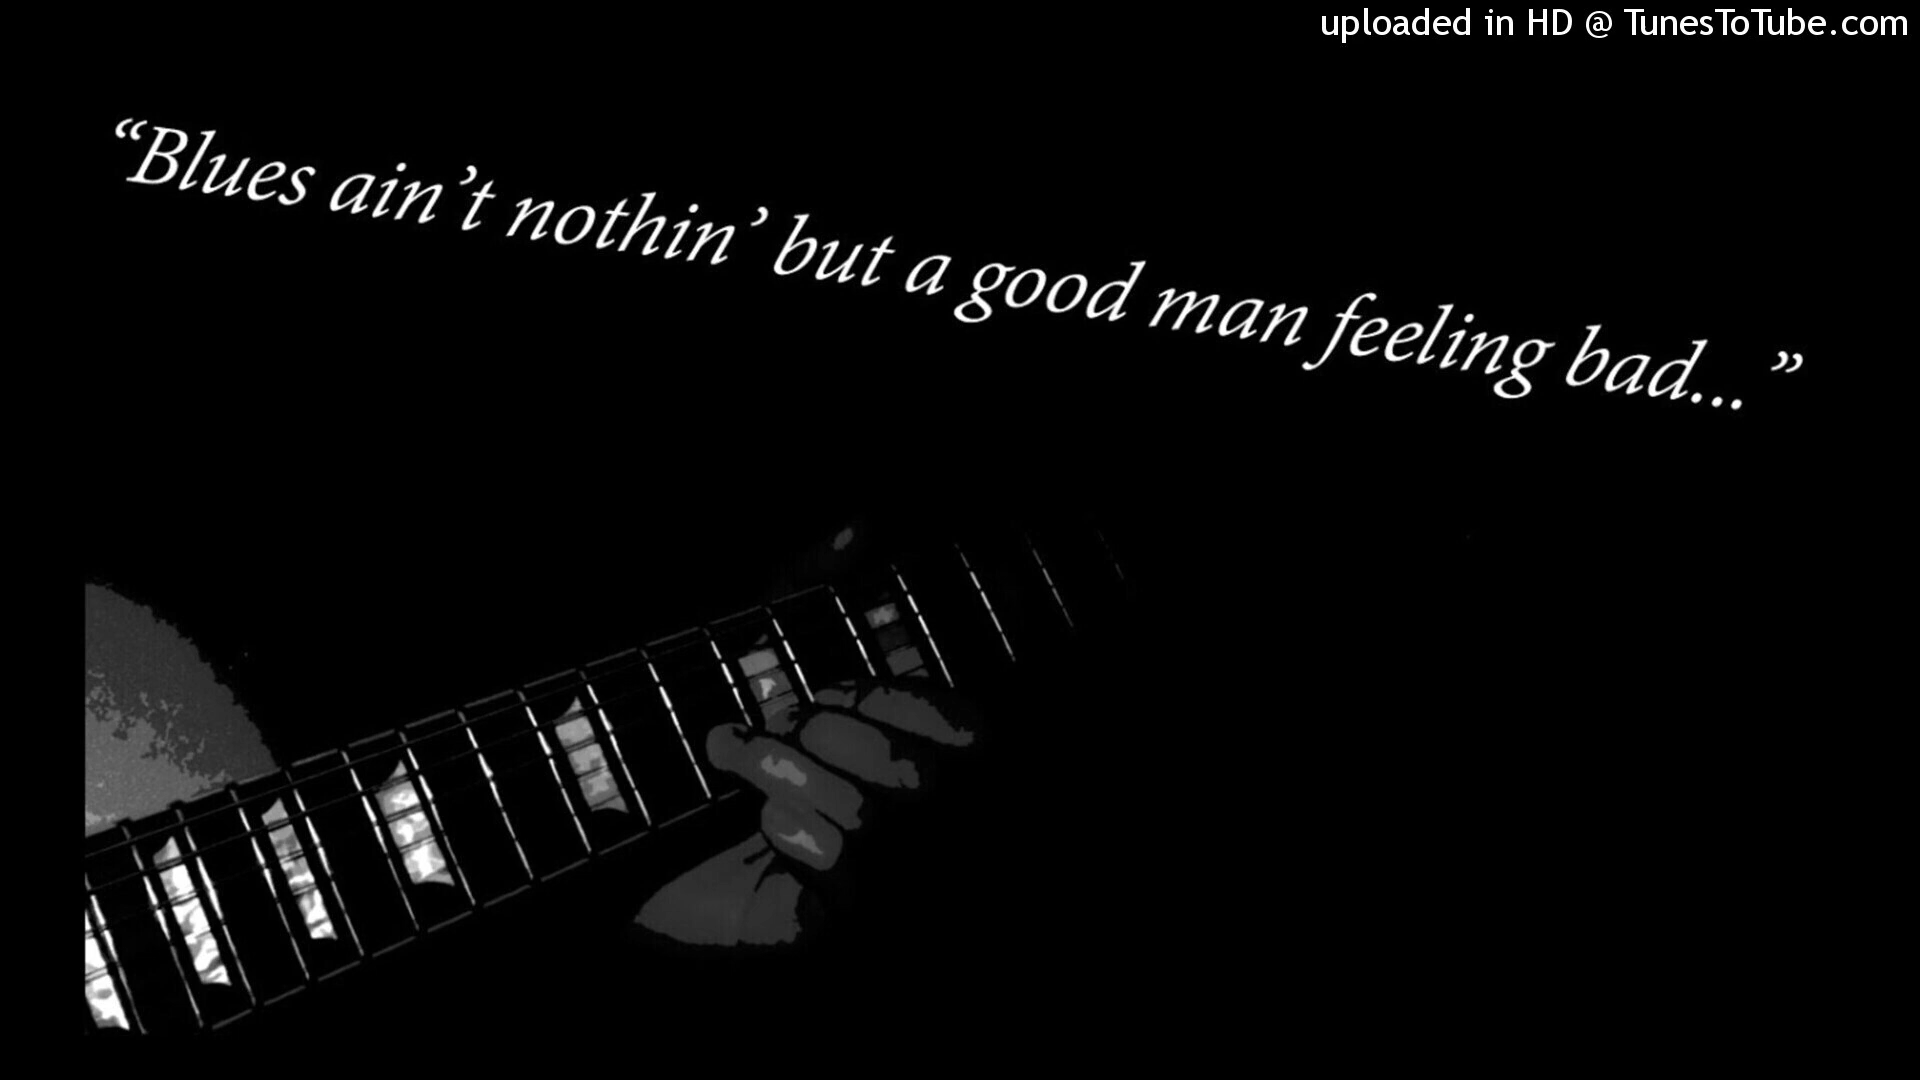 uploaded in HD @ TunesToTube.com
“Blues ain’t nothin’ but a good man feeling bad...”